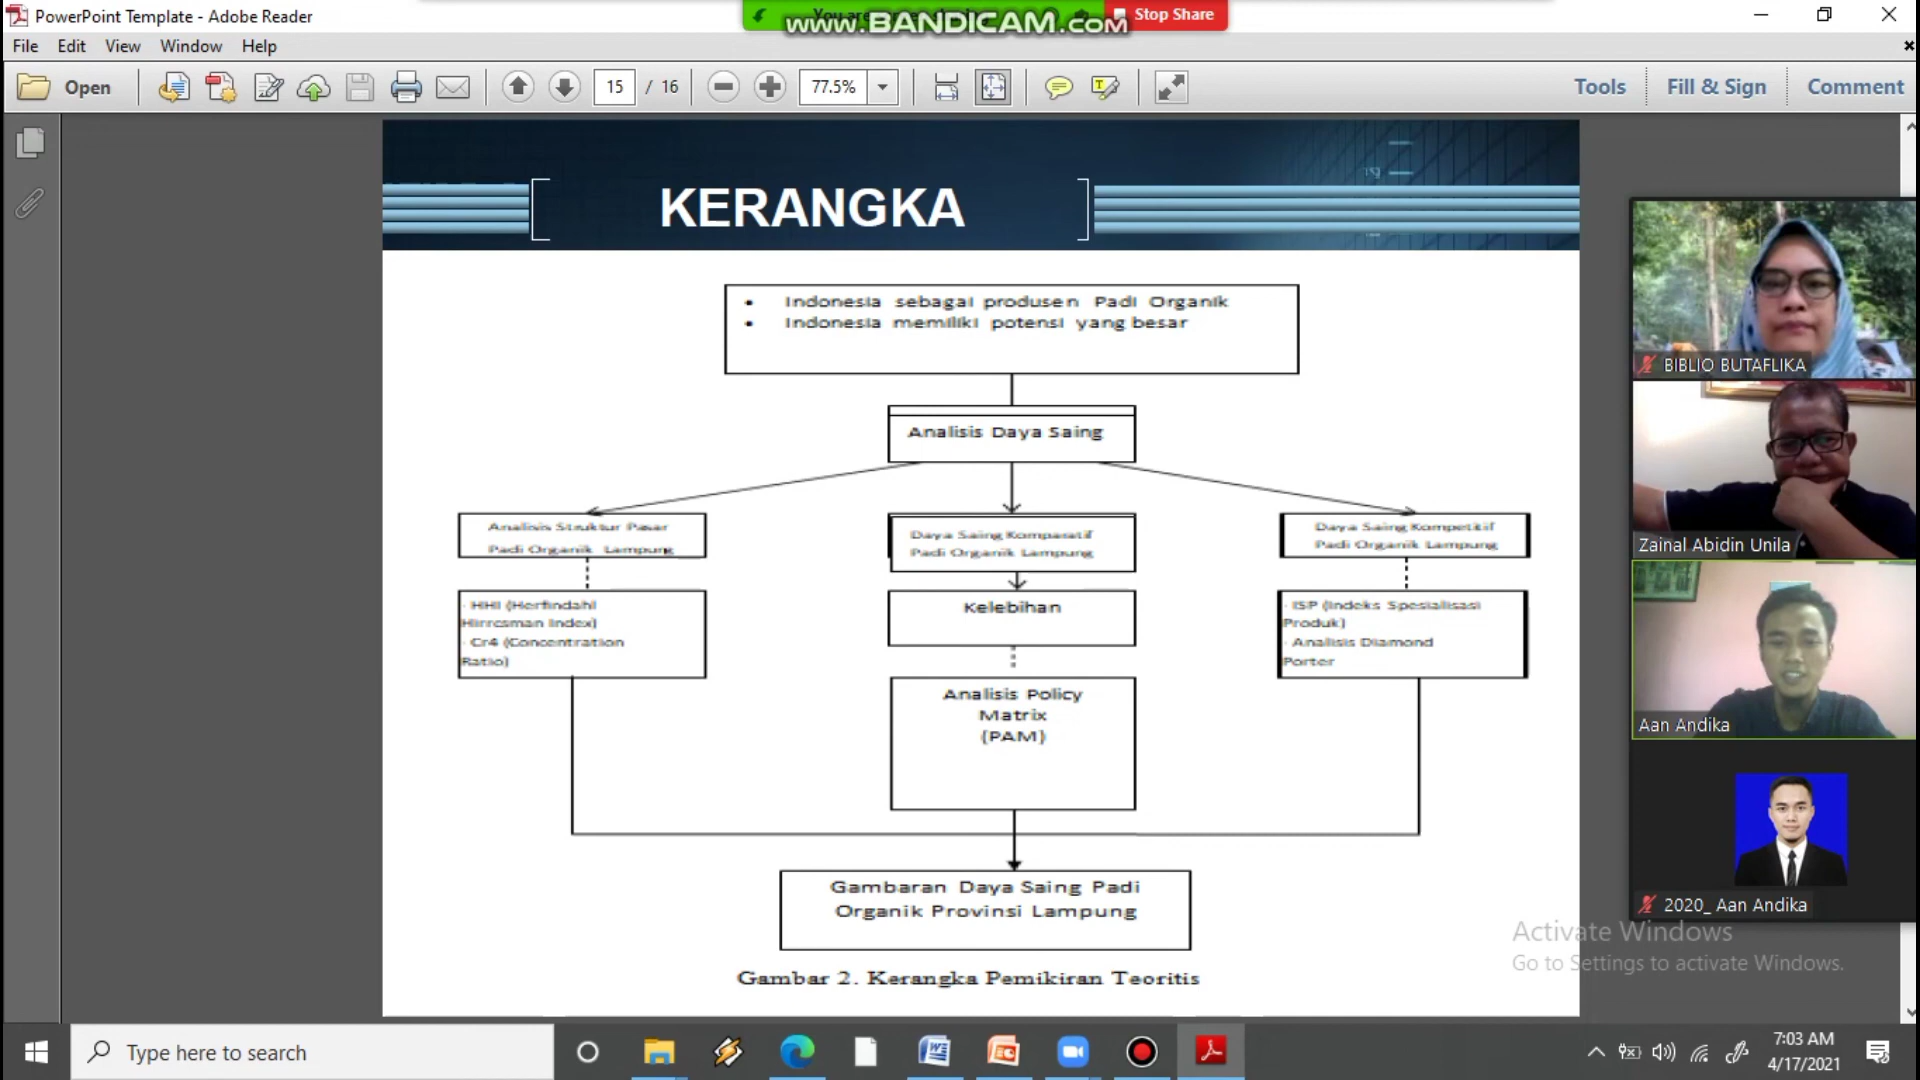 PowerPoint Template - Adobe Reader
www.BANDICAM.com
Stop Share
File Edit View Window Help
Open
15 / 16
77.5%
Tools
Fill & Sign
Comment
KERANGKA
• Indonesia sebagai produsen Padi Organik
• Indonesia memiliki potensi yang besar
Analisis Daya Saing
Analisis Struktur Pasar
Padi Organik Lampung
Daya Saing Komparatif
Padi Organik Lampung
Daya Saing Kompetitif
Padi Organik Lampung
· HHI (Herfindahl
Hirrcsman Index)
· Cr4 (Concentration
Ratio)
Kelebihan
· ISP (Indeks Spesialisasi
Produk)
· Analisis Diamond
Porter
Analisis Policy
Matrix
(PAM)
Gambaran Daya Saing Padi
Organik Provinsi Lampung
Gambar 2. Kerangka Pemikiran Teoritis
BIBLIO BUTAFLIKA
Zainal Abidin Unila
Aan Andika
2020_ Aan Andika
Activate Windows
Go to Settings to activate Windows.
Type here to search
7:03 AM
4/17/2021